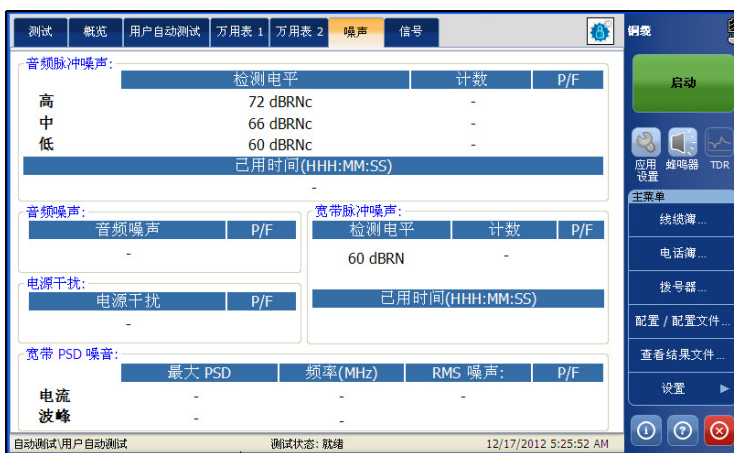 测试 概览 用户自动测试 万用表 1 万用表 2 噪声 信号
铜缆
启动
应用设置 蜂鸣器 TDR
主菜单
线缆簿...
电话簿...
拨号器...
配置 / 配置文件...
查看结果文件...
设置
音频脉冲噪声:
检测电平 计数 P/F
高 72 dBRNc -
中 66 dBRNc -
低 60 dBRNc -
已用时间(HHH:MM:SS)
-
音频噪声:
音频噪声 P/F
-
宽带脉冲噪声:
检测电平 计数 P/F
60 dBRN -
已用时间(HHH:MM:SS)
电源干扰:
电源干扰 P/F
-
宽带 PSD 噪音:
最大 PSD 频率(MHz) RMS 噪声: P/F
电流 - - -
波峰 - -
自动测试\用户自动测试 测试状态: 就绪 12/17/2012 5:25:52 AM